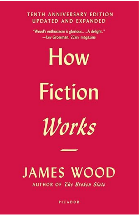 TENTH ANNIVERSARY EDITION
UPDATED AND EXPANDED
How
Fiction
Works
JAMES WOOD
AUTHOR OF The Broken Estate
PICADOR